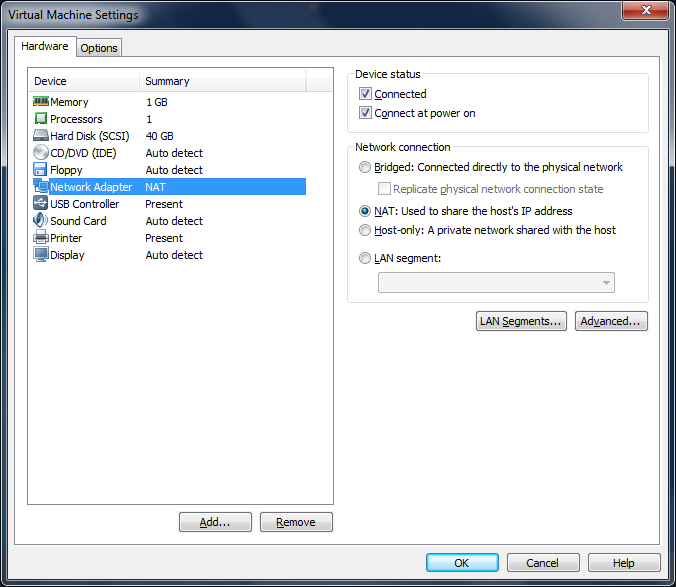 Virtual Machine Settings
Hardware
Options
Device Summary
Memory 1 GB
Processors 1
Hard Disk (SCSI) 40 GB
CD/DVD (IDE) Auto detect
Floppy Auto detect
Network Adapter NAT
USB Controller Present
Sound Card Auto detect
Printer Present
Display Auto detect
Add...
Remove
Device status
Connected
Connect at power on
Network connection
Bridged: Connected directly to the physical network
Replicate physical network connection state
NAT: Used to share the host's IP address
Host-only: A private network shared with the host
LAN segment:
LAN Segments...
Advanced...
OK
Cancel
Help